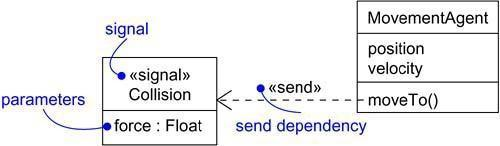 signal
«signal»
Collision
parameters
force : Float
«send»
send dependency
MovementAgent
position
velocity
moveTo()